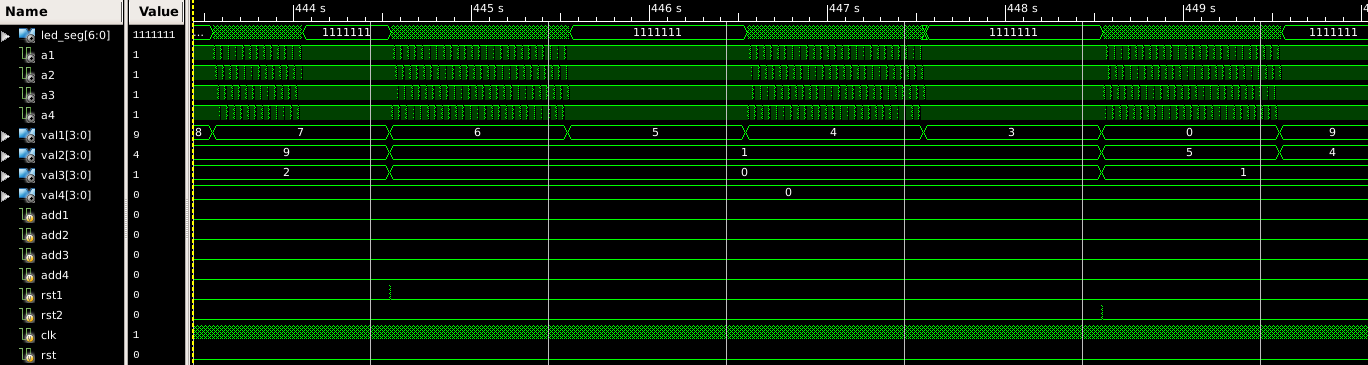 Name Value 444 s 445 s 446 s 447 s 448 s 449 s
led_seg[6:0] 1111111 ... 1111111 1111111 1111111 1111111
a1 1
a2 1
a3 1
a4 1
val1[3:0] 9 8 7 6 5 4 3 0 9
val2[3:0] 4 9 1 5 4
val3[3:0] 1 2 0 1
val4[3:0] 0 0
add1 0
add2 0
add3 0
add4 0
rst1 0
rst2 0
clk 1
rst 0